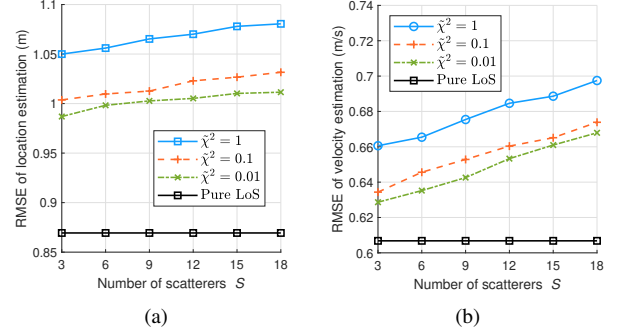 1.1
1.05
1
0.95
0.9
0.85
RMSE of location estimation (m)
χ̃² = 1
χ̃² = 0.1
χ̃² = 0.01
Pure LoS
3 6 9 12 15 18
Number of scatterers S
(a)
0.74
0.7
0.68
0.66
0.64
0.62
0.6
RMSE of velocity estimation (m/s)
χ̃² = 1
χ̃² = 0.1
χ̃² = 0.01
Pure LoS
3 6 9 12 15 18
Number of scatterers S
(b)